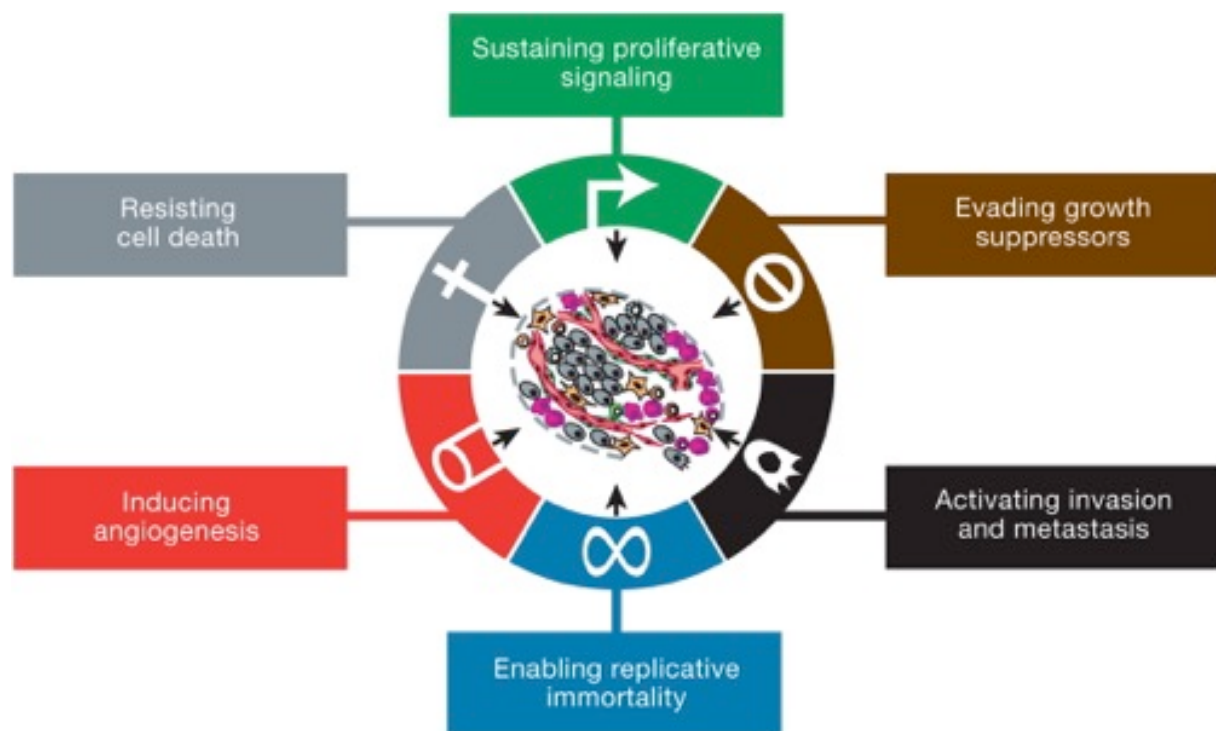 Sustaining proliferative
signaling
Resisting
cell death
Evading growth
suppressors
Inducing
angiogenesis
Activating invasion
and metastasis
Enabling replicative
immortality